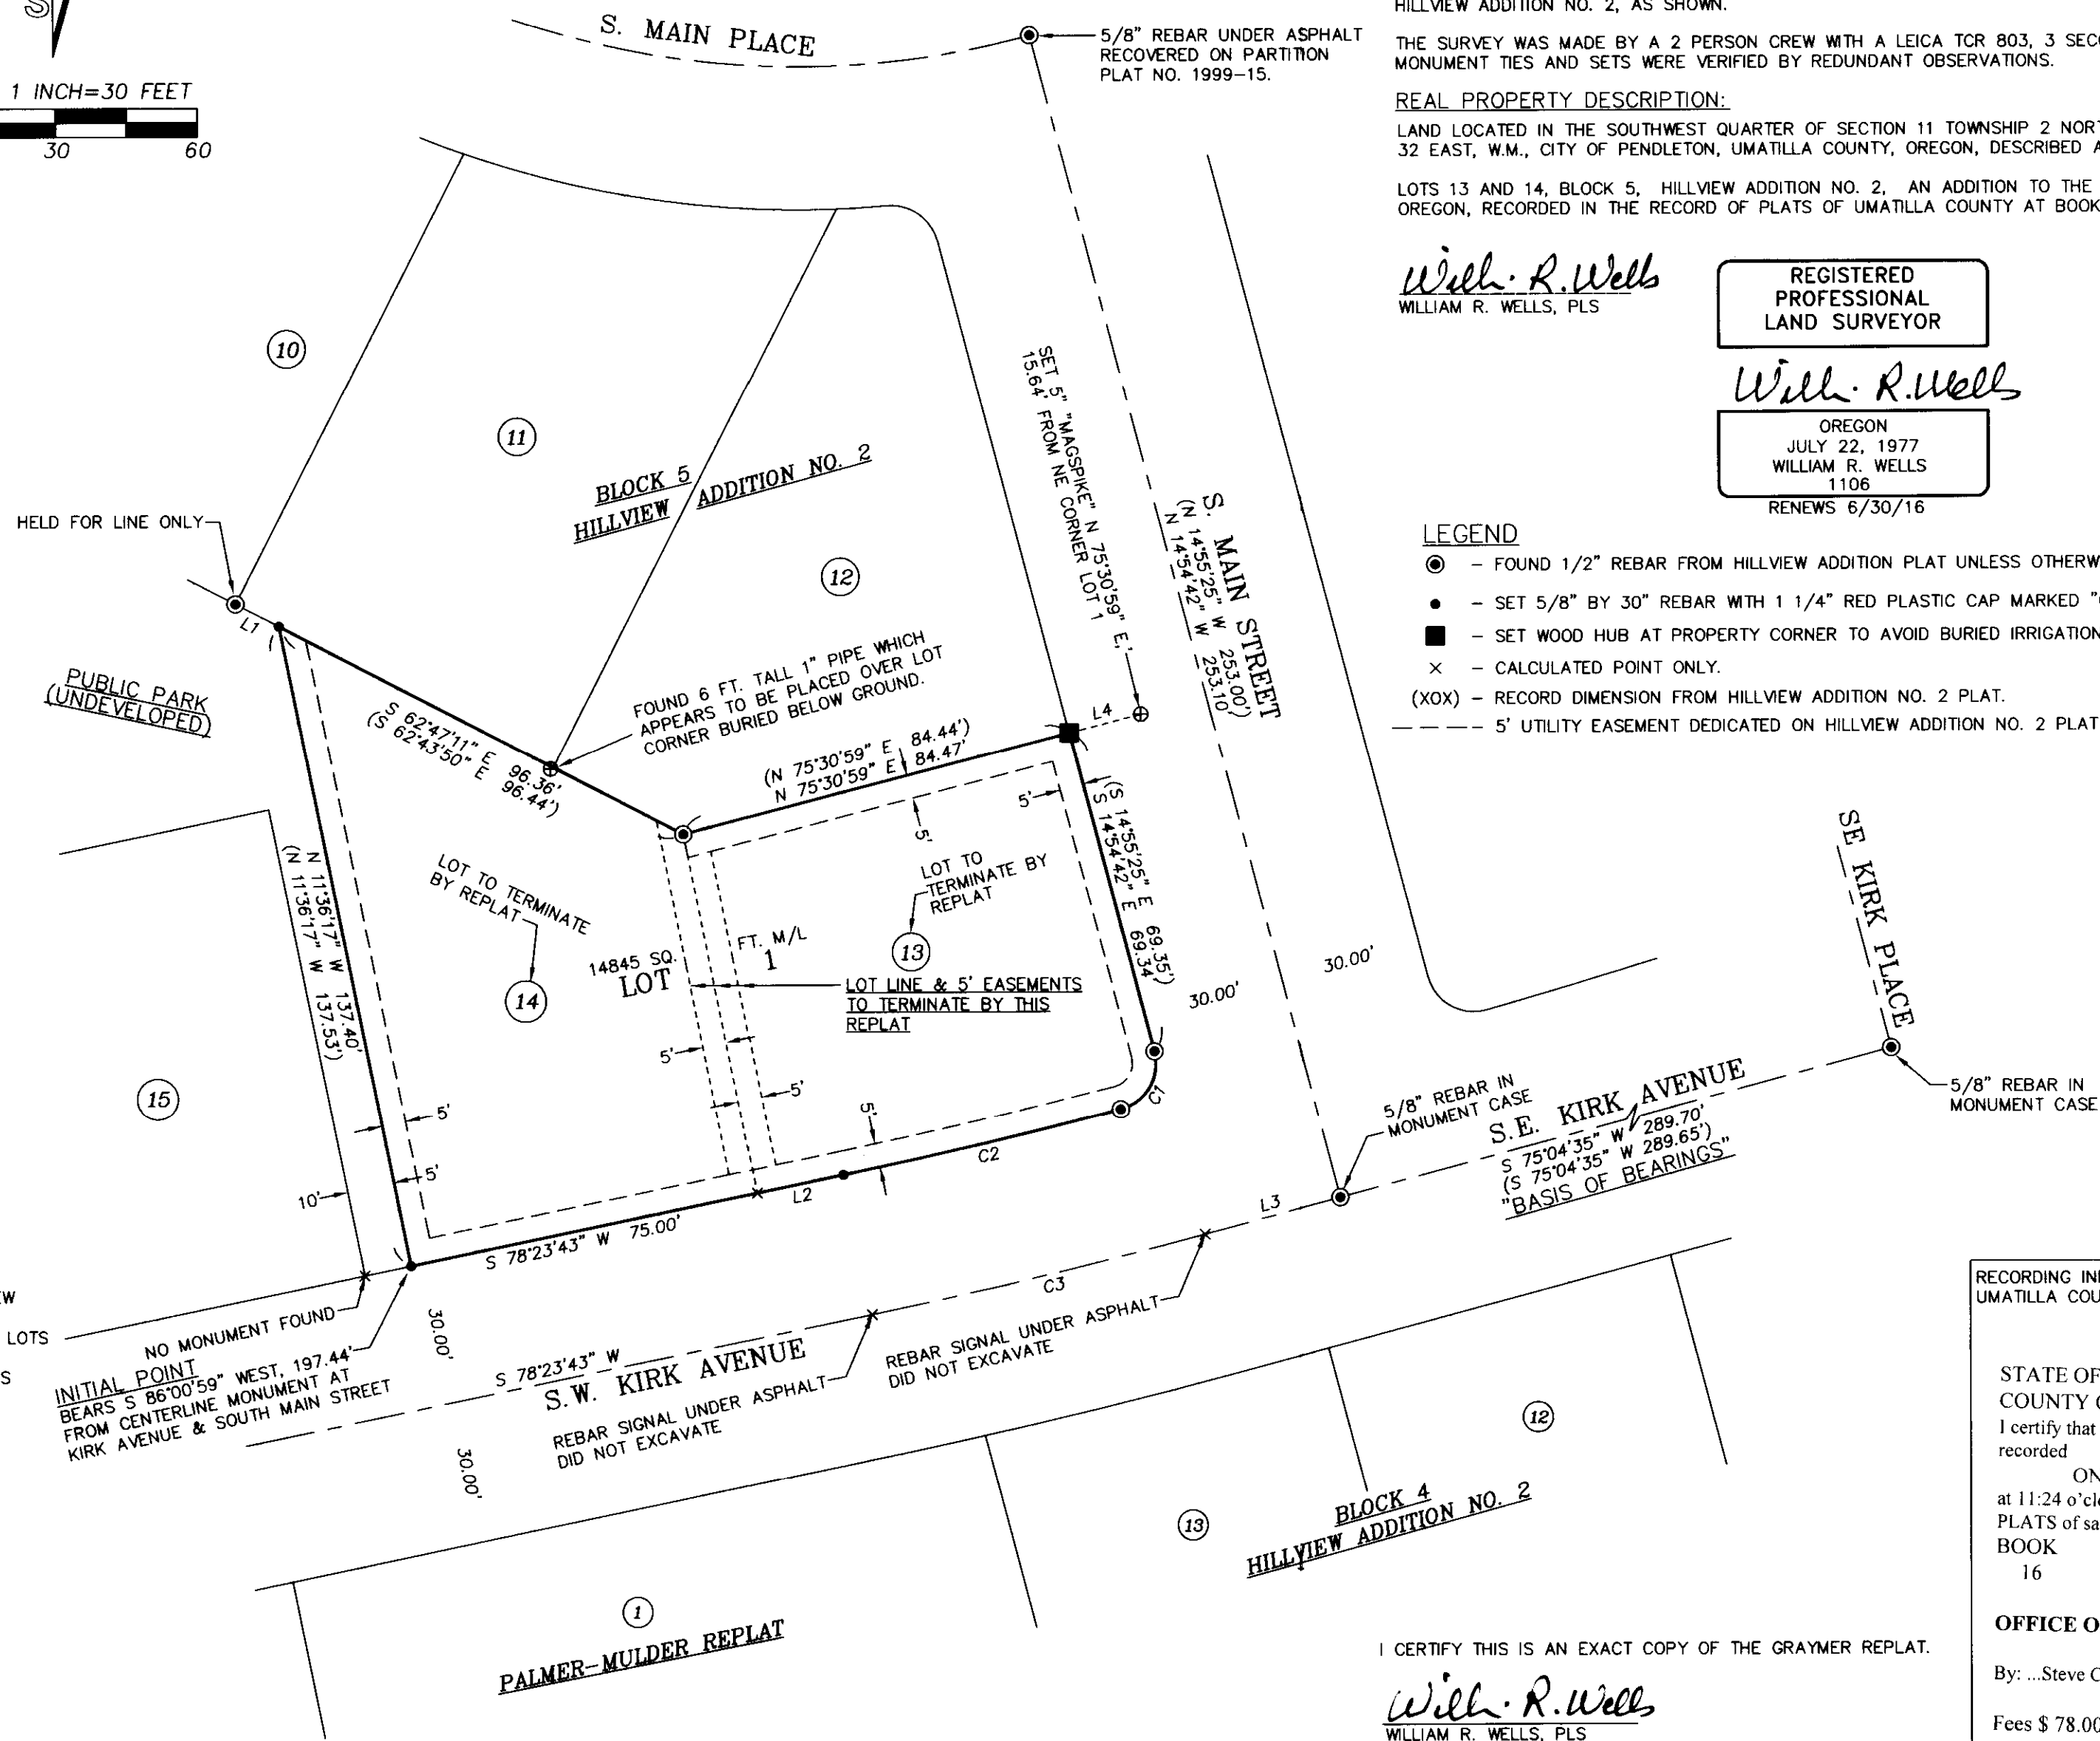 S
1 INCH=30 FEET
30 60
S. MAIN PLACE
5/8" REBAR UNDER ASPHALT
RECOVERED ON PARTITION
PLAT NO. 1999-15.
HILLVIEW ADDITION NO. 2, AS SHOWN.
THE SURVEY WAS MADE BY A 2 PERSON CREW WITH A LEICA TCR 803, 3 SECO
MONUMENT TIES AND SETS WERE VERIFIED BY REDUNDANT OBSERVATIONS.
REAL PROPERTY DESCRIPTION:
LAND LOCATED IN THE SOUTHWEST QUARTER OF SECTION 11 TOWNSHIP 2 NORT
32 EAST, W.M., CITY OF PENDLETON, UMATILLA COUNTY, OREGON, DESCRIBED A
LOTS 13 AND 14, BLOCK 5, HILLVIEW ADDITION NO. 2, AN ADDITION TO THE
OREGON, RECORDED IN THE RECORD OF PLATS OF UMATILLA COUNTY AT BOOK
Willi. R. Wells
WILLIAM R. WELLS, PLS
REGISTERED
PROFESSIONAL
LAND SURVEYOR
Willi. R. Wells
OREGON
JULY 22, 1977
WILLIAM R. WELLS
1106
RENEWS 6/30/16
LEGEND
- FOUND 1/2" REBAR FROM HILLVIEW ADDITION PLAT UNLESS OTHERW
- SET 5/8" BY 30" REBAR WITH 1 1/4" RED PLASTIC CAP MARKED "
- SET WOOD HUB AT PROPERTY CORNER TO AVOID BURIED IRRIGATION
× - CALCULATED POINT ONLY.
(XOX) - RECORD DIMENSION FROM HILLVIEW ADDITION NO. 2 PLAT.
- 5' UTILITY EASEMENT DEDICATED ON HILLVIEW ADDITION NO. 2 PLAT
10
11
12
BLOCK 5
HILLVIEW ADDITION NO. 2
SET 5" "MAGSPIKE" N 75°30'59" E,
15.64' FROM NE CORNER LOT 1
S. MAIN STREET
(N 14°55'25" W 253.00')
N 14°54'42" W 253.10'
HELD FOR LINE ONLY
L1
PUBLIC PARK
(UNDEVELOPED)
S 62°47'11" E 96.36'
(S 62°43'50" E 96.44')
FOUND 6 FT. TALL 1" PIPE WHICH
APPEARS TO BE PLACED OVER LOT
CORNER BURIED BELOW GROUND.
L4
(N 75°30'59" E 84.44')
N 75°30'59" E 84.47'
5'
5'
(S 14°55'25" E 69.35')
S 14°54'42" E 69.34'
N 11°36'17" W 137.40'
(N 11°36'17" W 137.53')
LOT TO TERMINATE
BY REPLAT
14
LOT TO
TERMINATE BY
REPLAT
13
14845 SQ. FT. M/L
LOT 1
LOT LINE & 5' EASEMENTS
TO TERMINATE BY THIS
REPLAT
5'
5'
5'
5'
5'
10'
15
30.00'
30.00'
SE KIRK PLACE
5/8" REBAR IN
MONUMENT CASE
5/8" REBAR IN
MONUMENT CASE
S.E. KIRK AVENUE
S 75°04'35" W 289.70'
(S 75°04'35" W 289.65')
"BASIS OF BEARINGS"
C2
L2
L3
C3
S 78°23'43" W 75.00'
NO MONUMENT FOUND
LOTS
INITIAL POINT
BEARS S 86°00'59" WEST, 197.44'
FROM CENTERLINE MONUMENT AT
KIRK AVENUE & SOUTH MAIN STREET
30.00'
30.00'
S 78°23'43" W
S.W. KIRK AVENUE
REBAR SIGNAL UNDER ASPHALT
DID NOT EXCAVATE
REBAR SIGNAL UNDER ASPHALT
DID NOT EXCAVATE
12
13
BLOCK 4
HILLVIEW ADDITION NO. 2
1
PALMER-MULDER REPLAT
I CERTIFY THIS IS AN EXACT COPY OF THE GRAYMER REPLAT.
Willi. R. Wells
WILLIAM R. WELLS, PLS
RECORDING IN
UMATILLA COU
STATE OF
COUNTY
I certify that
recorded
ON
at 11:24 o'cl
PLATS of sa
BOOK
16
OFFICE O
By: ...Steve C
Fees $ 78.00